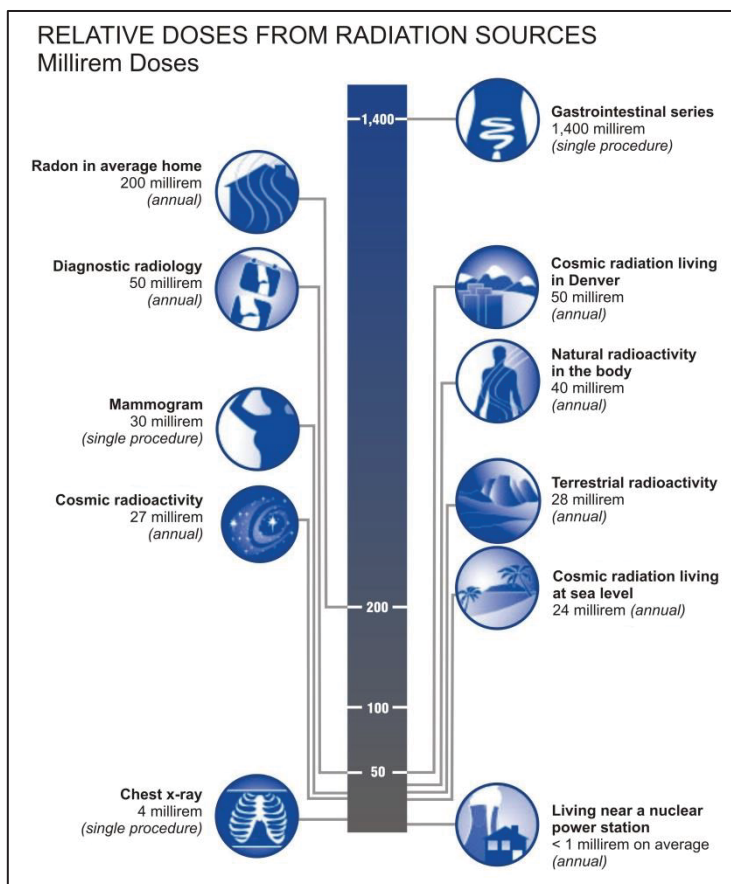 RELATIVE DOSES FROM RADIATION SOURCES
Millirem Doses
1,400
Gastrointestinal series
1,400 millirem
(single procedure)
Radon in average home
200 millirem
(annual)
Diagnostic radiology
50 millirem
(annual)
Cosmic radiation living
in Denver
50 millirem
(annual)
Natural radioactivity
in the body
40 millirem
(annual)
Mammogram
30 millirem
(single procedure)
Cosmic radioactivity
27 millirem
(annual)
Terrestrial radioactivity
28 millirem
(annual)
Cosmic radiation living
at sea level
24 millirem (annual)
200
100
50
Chest x-ray
4 millirem
(single procedure)
Living near a nuclear
power station
< 1 millirem on average
(annual)